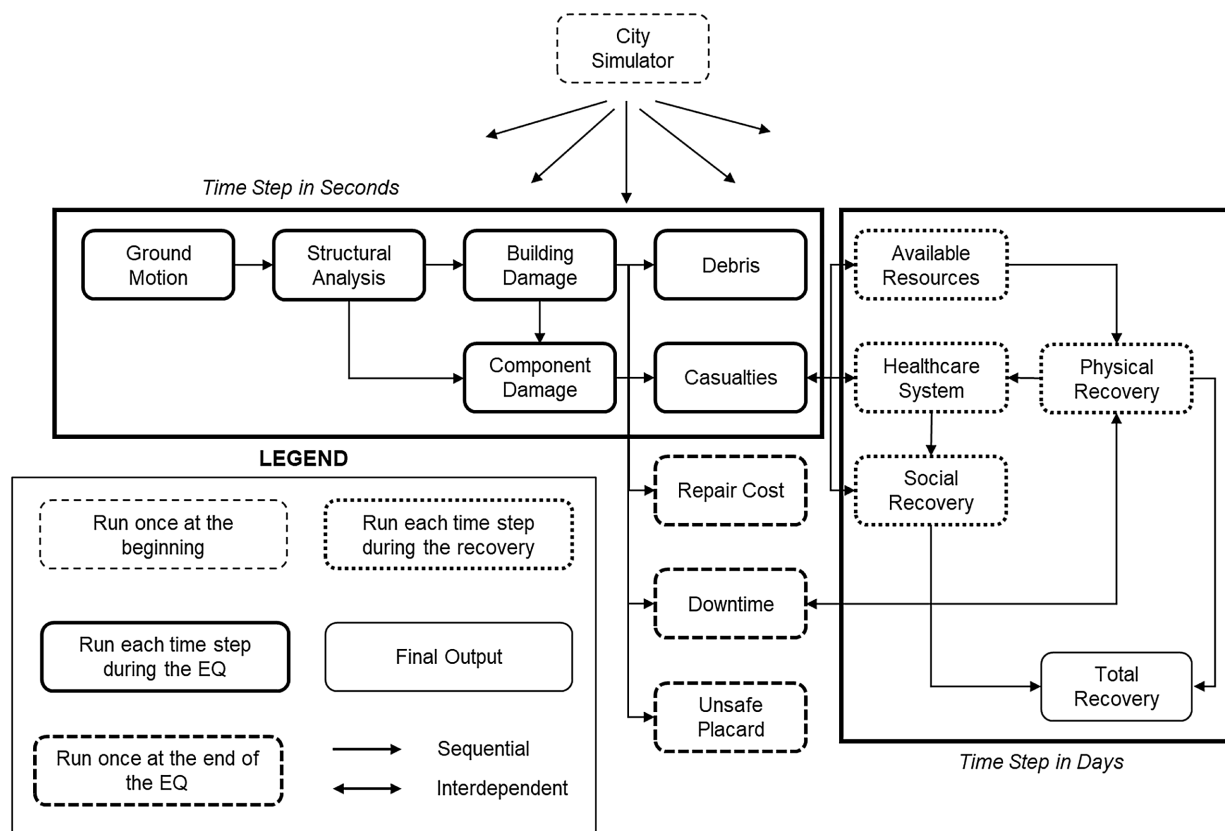 City
Simulator
Time Step in Seconds
Ground
Motion
Structural
Analysis
Building
Damage
Debris
Available
Resources
Component
Damage
Casualties
Healthcare
System
Physical
Recovery
LEGEND
Repair Cost
Social
Recovery
Run once at the
beginning
Run each time step
during the recovery
Downtime
Run each time step
during the EQ
Final Output
Unsafe
Placard
Total
Recovery
Run once at the end of
the EQ
Sequential
Interdependent
Time Step in Days